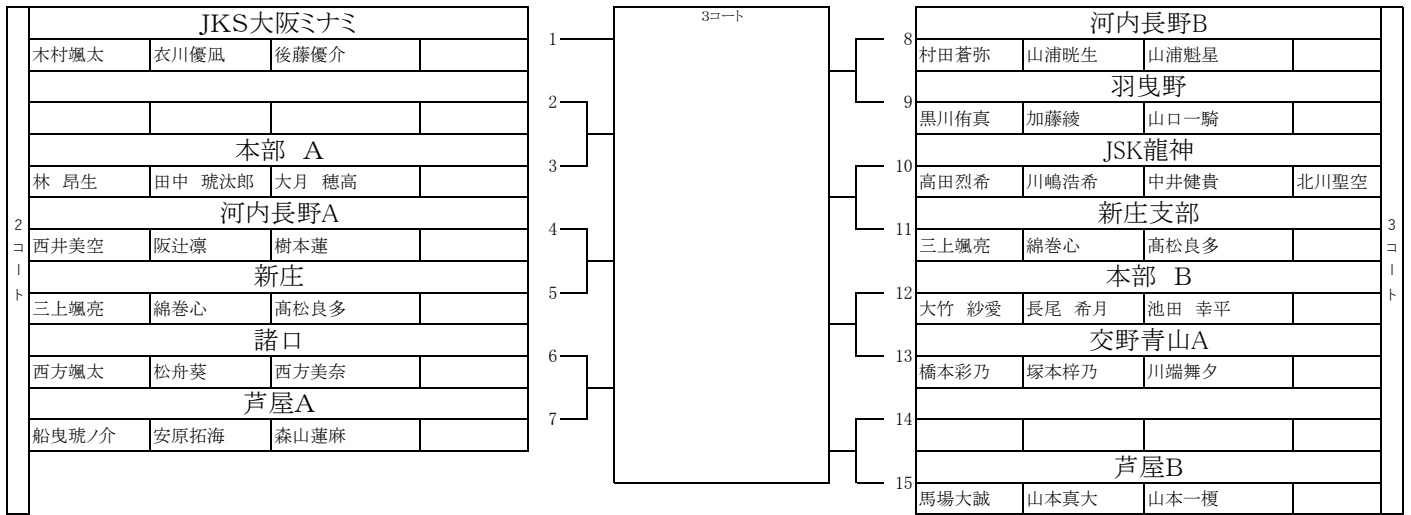 2コート
JKS大阪ミナミ
木村颯太 衣川優凪 後藤優介
1
2
本部 A
林 昂生 田中 琥汰郎 大月 穂高
3
河内長野A
西井美空 阪辻凛 樹本蓮
4
新庄
三上颯亮 綿巻心 髙松良多
5
諸口
西方颯太 松舟葵 西方美奈
6
芦屋A
船曳琥ノ介 安原拓海 森山蓮麻
7
3コート
8
河内長野B
村田蒼弥 山浦晄生 山浦魁星
9
羽曳野
黒川侑真 加藤綾 山口一騎
10
JSK龍神
高田烈希 川嶋浩希 中井健貴 北川聖空
11
新庄支部
三上颯亮 綿巻心 髙松良多
12
本部 B
大竹 紗愛 長尾 希月 池田 幸平
13
交野青山A
橋本彩乃 塚本梓乃 川端舞夕
14
15
芦屋B
馬場大誠 山本真大 山本一榎
3コート